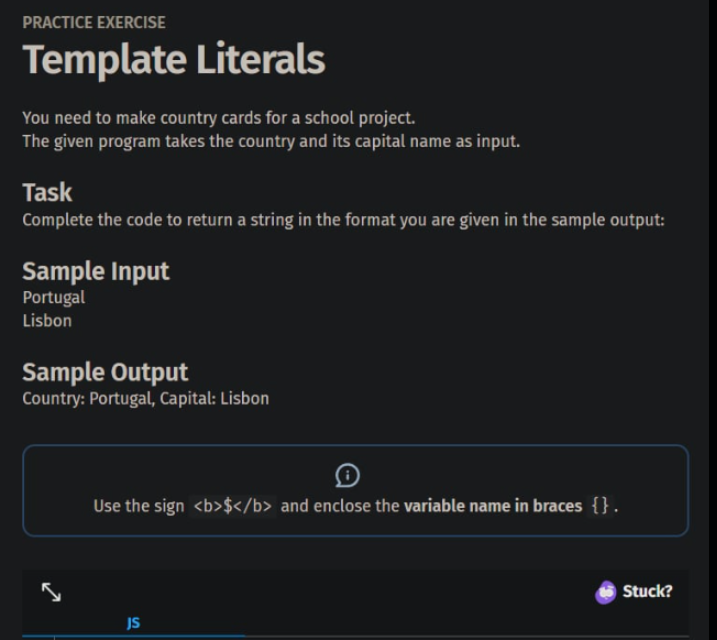 PRACTICE EXERCISE
Template Literals
You need to make country cards for a school project.
The given program takes the country and its capital name as input.
Task
Complete the code to return a string in the format you are given in the sample output:
Sample Input
Portugal
Lisbon
Sample Output
Country: Portugal, Capital: Lisbon
Use the sign <b>$</b> and enclose the variable name in braces {}.
Stuck?
JS